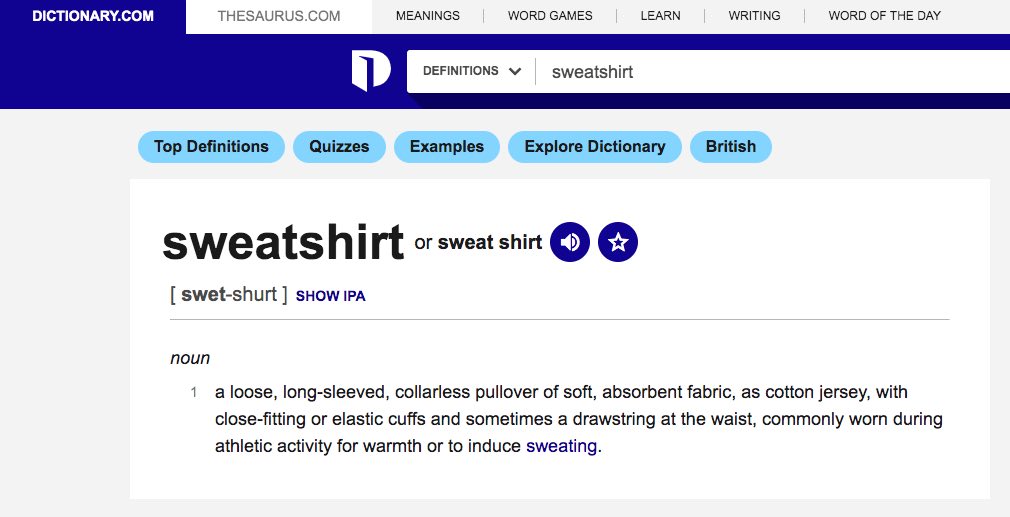 DICTIONARY.COM THESAURUS.COM MEANINGS WORD GAMES LEARN WRITING WORD OF THE DAY
DEFINITIONS sweatshirt
Top Definitions Quizzes Examples Explore Dictionary British
sweatshirt or sweat shirt
[ swet-shurt ] SHOW IPA
noun
1 a loose, long-sleeved, collarless pullover of soft, absorbent fabric, as cotton jersey, with
close-fitting or elastic cuffs and sometimes a drawstring at the waist, commonly worn during
athletic activity for warmth or to induce sweating.